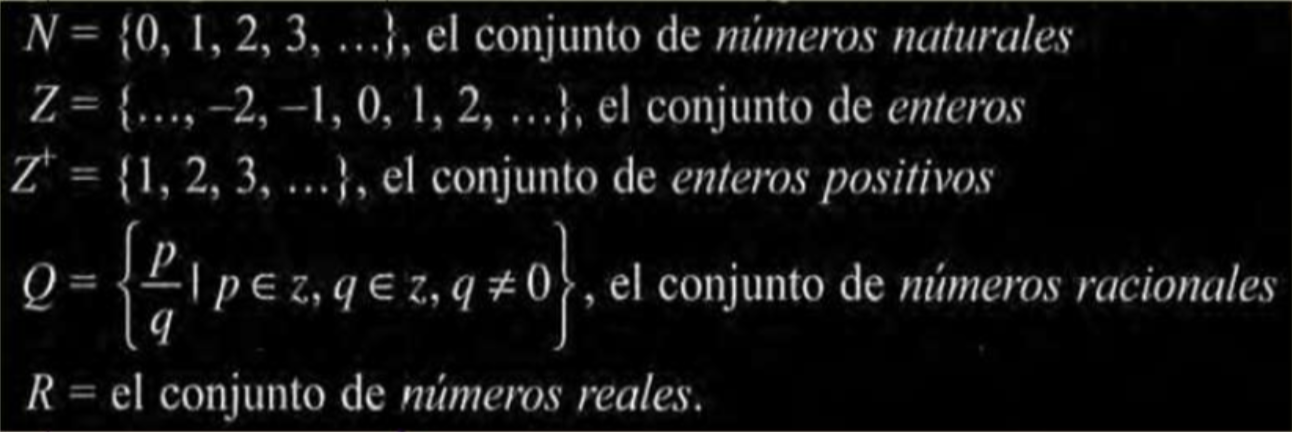 N = {0, 1, 2, 3, ...}, el conjunto de números naturales
Z = {..., –2, –1, 0, 1, 2, ...}, el conjunto de enteros
Z⁺ = {1, 2, 3, ...}, el conjunto de enteros positivos
Q = {p/q | p ∈ z, q ∈ z, q ≠ 0}, el conjunto de números racionales
R = el conjunto de números reales.